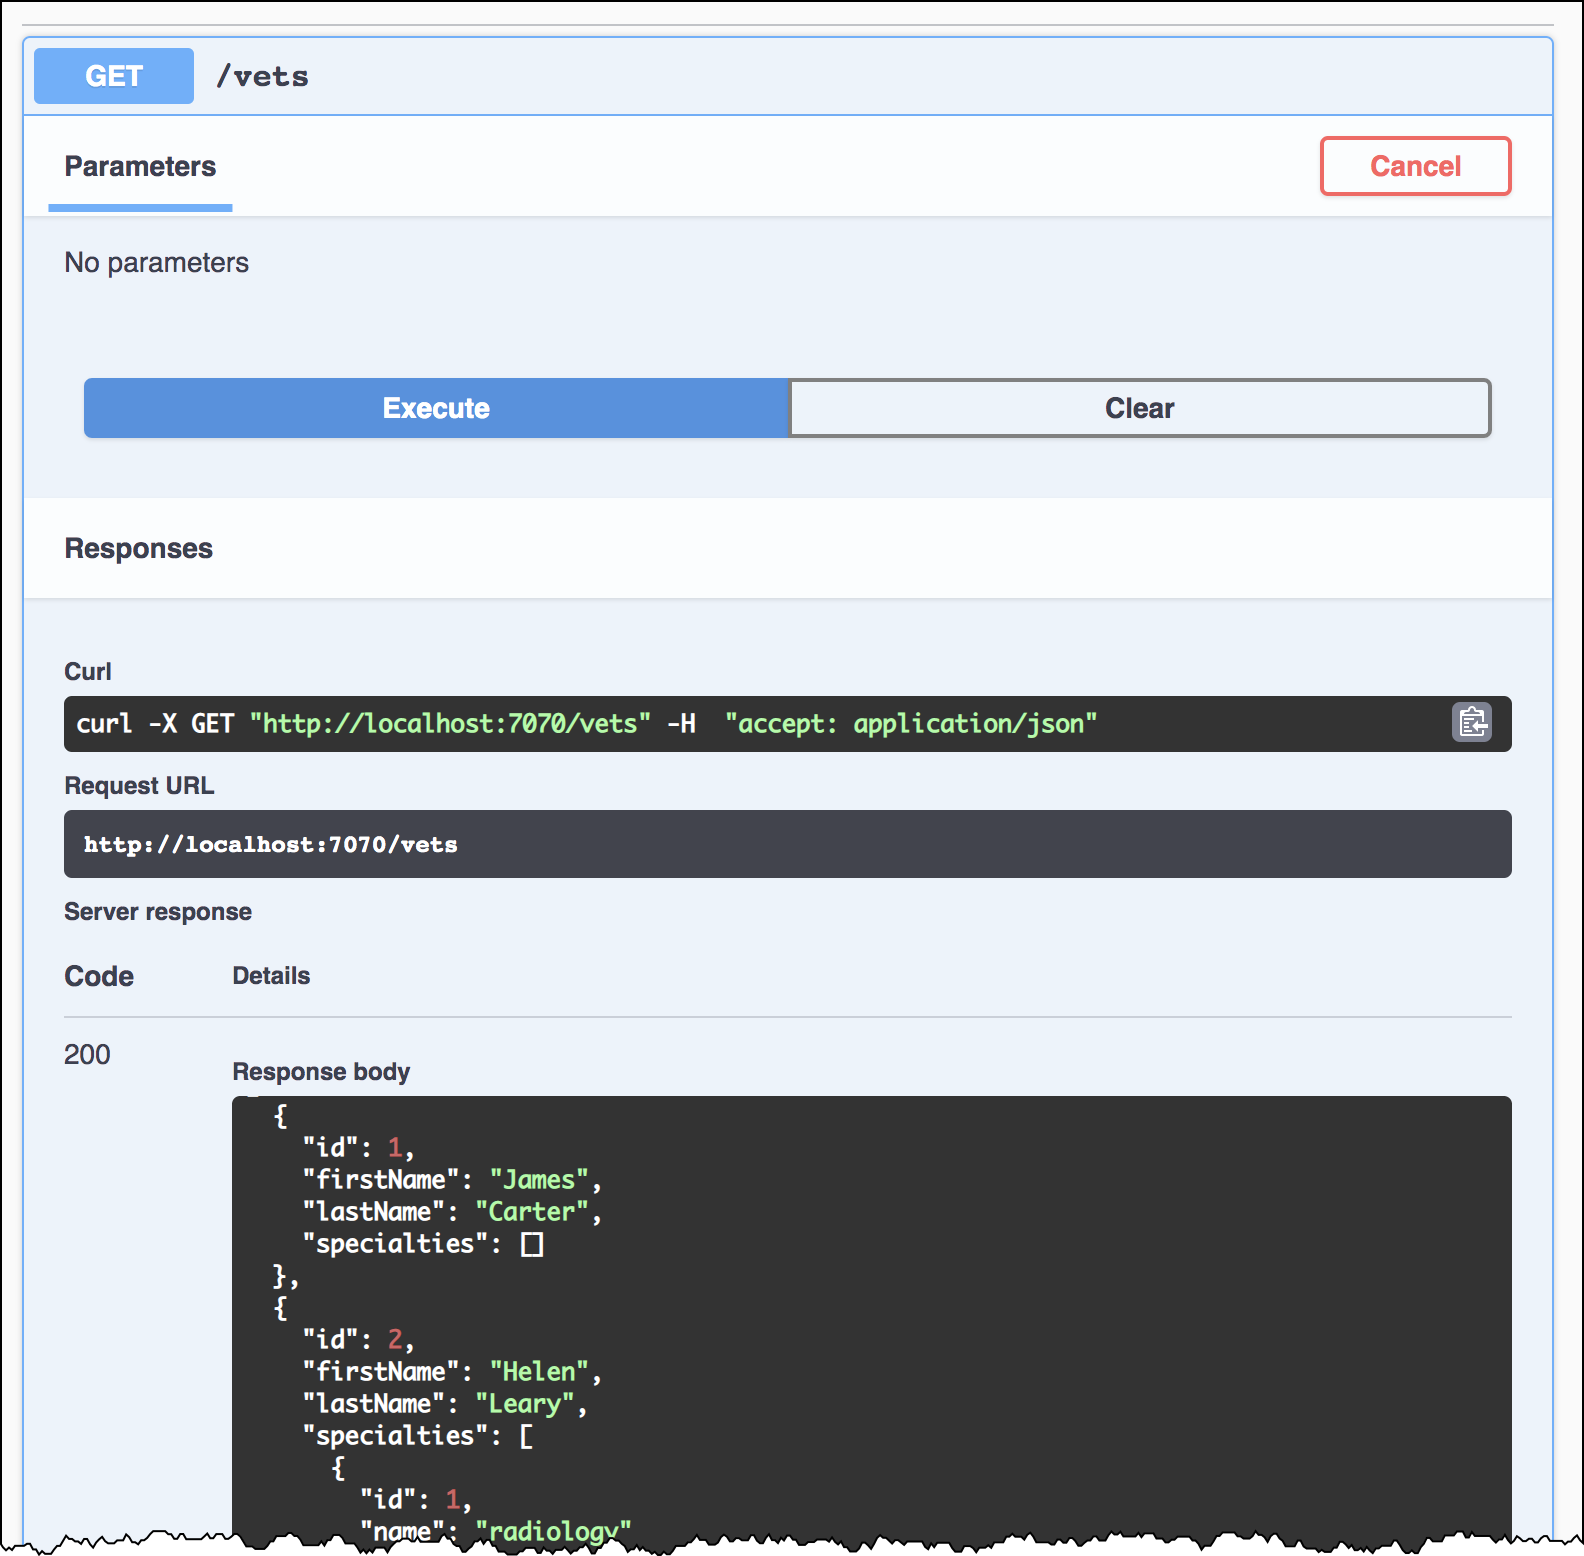 GET /vets
Parameters
Cancel
No parameters
Execute
Clear
Responses
Curl
curl -X GET "http://localhost:7070/vets" -H  "accept: application/json"
Request URL
http://localhost:7070/vets
Server response
Code
Details
200
Response body
{
"id": 1,
"firstName": "James",
"lastName": "Carter",
"specialties": []
},
{
"id": 2,
"firstName": "Helen",
"lastName": "Leary",
"specialties": [
{
"id": 1,
"name": "radiology"